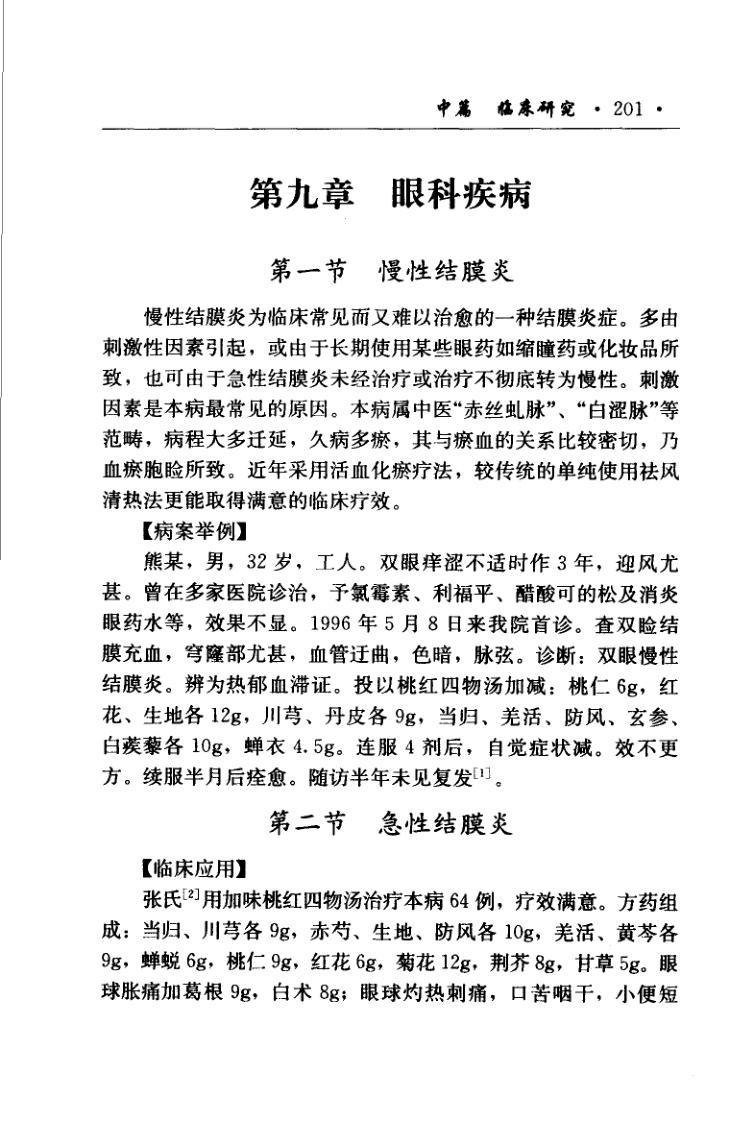 中篇 临床研究 · 201 ·
第九章 眼科疾病
第一节 慢性结膜炎
慢性结膜炎为临床常见而又难以治愈的一种结膜炎症。多由
刺激性因素引起，或由于长期使用某些眼药如缩瞳药或化妆品所
致，也可由于急性结膜炎未经治疗或治疗不彻底转为慢性。刺激
因素是本病最常见的原因。本病属中医“赤丝虬脉”、“白涩脉”等
范畴，病程大多迁延，久病多瘀，其与瘀血的关系比较密切，乃
血瘀胞睑所致。近年采用活血化瘀疗法，较传统的单纯使用祛风
清热法更能取得满意的临床疗效。
【病案举例】
熊某，男，32 岁，工人。双眼痒涩不适时作 3 年，迎风尤
甚。曾在多家医院诊治，予氯霉素、利福平、醋酸可的松及消炎
眼药水等，效果不显。1996 年 5 月 8 日来我院首诊。查双睑结
膜充血，穹窿部尤甚，血管迂曲，色暗，脉弦。诊断：双眼慢性
结膜炎。辨为热郁血滞证。投以桃红四物汤加减：桃仁 6g，红
花、生地各 12g，川芎、丹皮各 9g，当归、羌活、防风、玄参、
白蒺藜各 10g，蝉衣 4.5g。连服 4 剂后，自觉症状减。效不更
方。续服半月后痊愈。随访半年未见复发[1]。
第二节 急性结膜炎
【临床应用】
张氏[2]用加味桃红四物汤治疗本病 64 例，疗效满意。方药组
成：当归、川芎各 9g，赤芍、生地、防风各 10g，羌活、黄芩各
9g，蝉蜕 6g，桃仁 9g，红花 6g，菊花 12g，荆芥 8g，甘草 5g。眼
球胀痛加葛根 9g，白术 8g；眼球灼热刺痛，口苦咽干，小便短